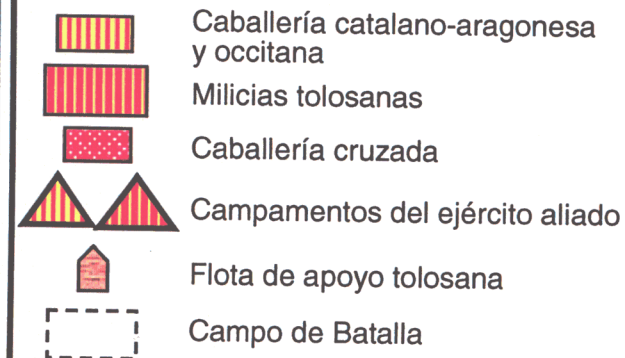 Caballería catalano-aragonesa
y occitana
Milicias tolosanas
Caballería cruzada
Campamentos del ejército aliado
Flota de apoyo tolosana
Campo de Batalla